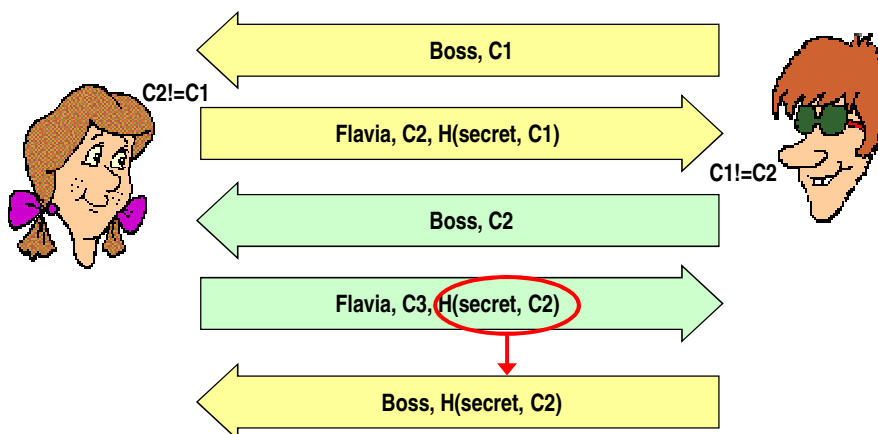 Boss, C1
C2!=C1
Flavia, C2, H(secret, C1)
C1!=C2
Boss, C2
Flavia, C3, H(secret, C2)
Boss, H(secret, C2)